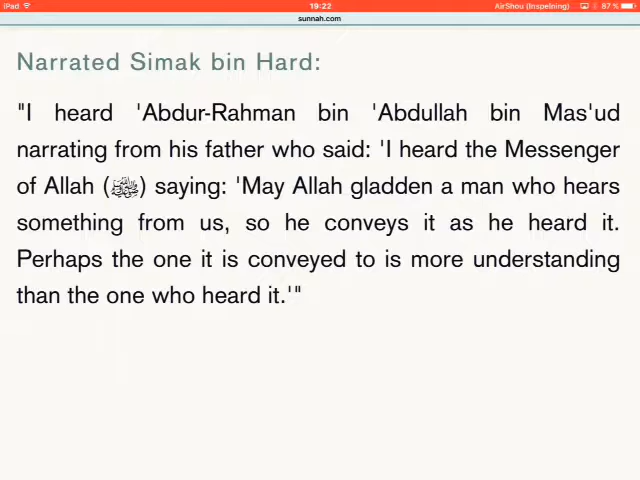 iPad 19:22 AirShou (Inspelning) 87 %
sunnah.com
Narrated Simak bin Hard:
"I heard 'Abdur-Rahman bin 'Abdullah bin Mas'ud
narrating from his father who said: 'I heard the Messenger
of Allah (ﷺ) saying: 'May Allah gladden a man who hears
something from us, so he conveys it as he heard it.
Perhaps the one it is conveyed to is more understanding
than the one who heard it.'"